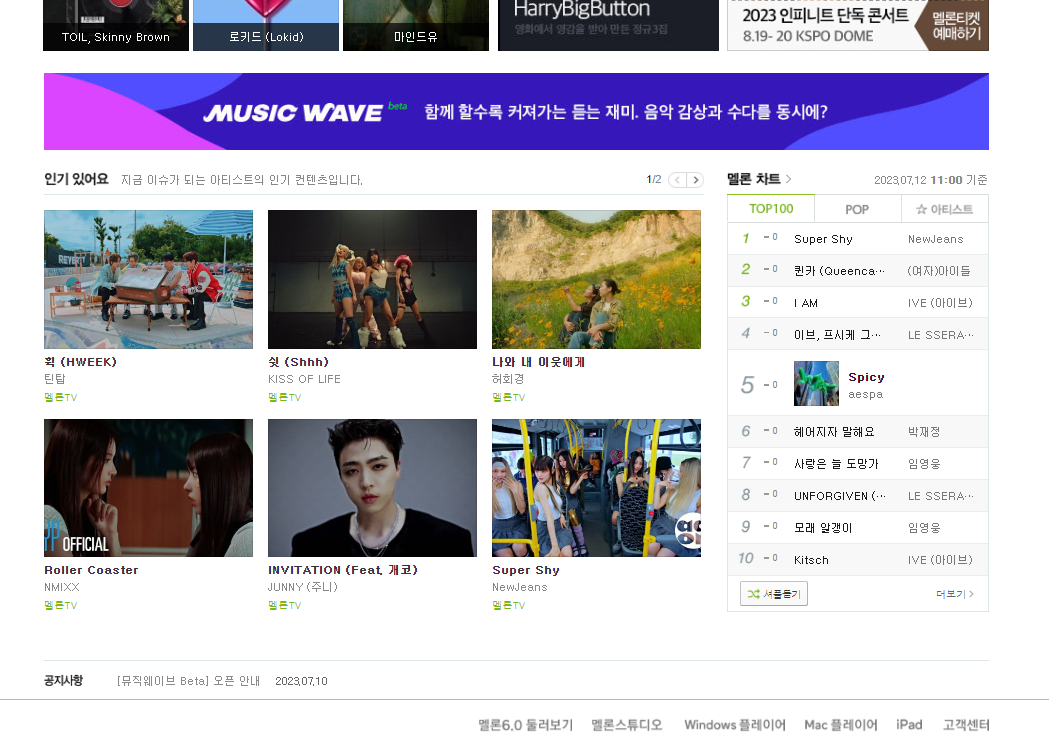 TOIL, Skinny Brown
로키드 (Lokid)
마인드유
HarryBigButton
영화에서 영감을 받아 만든 정규 3집
2023 인피니트 단독 콘서트
8.19- 20 KSPO DOME
멜론티켓
예매하기
MUSIC WAVE beta 함께 할수록 커져가는 듣는 재미. 음악 감상과 수다를 동시에?
인기 있어요 지금 이슈가 되는 아티스트의 인기 컨텐츠입니다. 1/2
휙 (HWEEK)
틴탑
멜론TV
쉿 (Shhh)
KISS OF LIFE
멜론TV
나와 내 이웃에게
허회경
멜론TV
OFFICIAL
Roller Coaster
NMIXX
멜론TV
INVITATION (Feat. 개코)
JUNNY (주니)
멜론TV
Super Shy
NewJeans
멜론TV
멜론 차트 > 2023.07.12 11:00 기준
TOP100 POP ☆ 아티스트
1 - 0 Super Shy NewJeans
2 - 0 퀸카 (Queenca… (여자)아이들
3 - 0 I AM IVE (아이브)
4 - 0 이브, 프시케 그… LE SSERA…
5 - 0 Spicy
aespa
6 - 0 헤어지자 말해요 박재정
7 - 0 사랑은 늘 도망가 임영웅
8 - 0 UNFORGIVEN (… LE SSERA…
9 - 0 모래 알갱이 임영웅
10 - 0 Kitsch IVE (아이브)
셔플듣기 더보기 >
공지사항 [뮤직웨이브 Beta] 오픈 안내 2023.07.10
멜론6.0 둘러보기 멜론스튜디오 Windows 플레이어 Mac 플레이어 iPad 고객센터